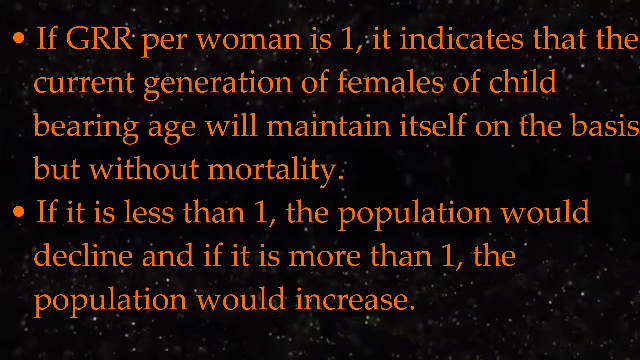 • If GRR per woman is 1, it indicates that the
current generation of females of child
bearing age will maintain itself on the basis
but without mortality.
• If it is less than 1, the population would
decline and if it is more than 1, the
population would increase.